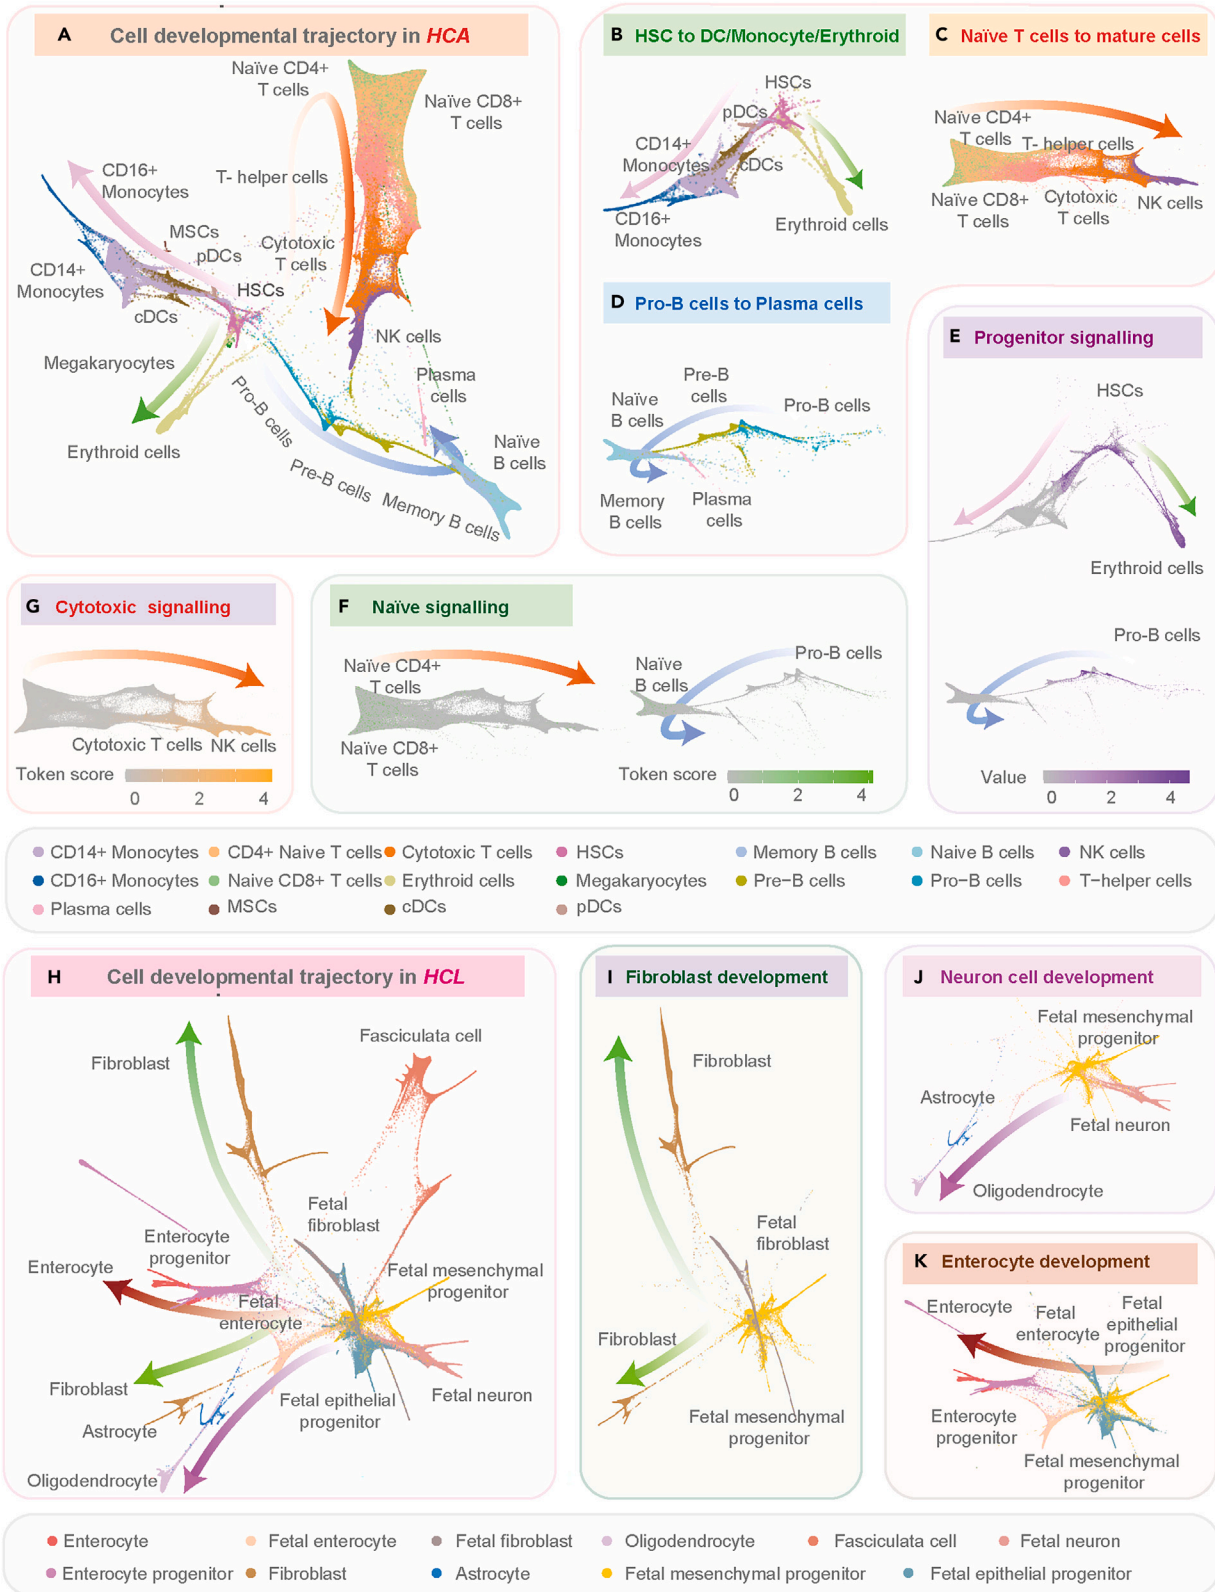 A Cell developmental trajectory in HCA
Naïve CD4+
T cells
Naïve CD8+
T cells
CD16+
Monocytes
T- helper cells
MSCs
pDCs
Cytotoxic
T cells
CD14+
Monocytes
HSCs
cDCs
Megakaryocytes
NK cells
Plasma
cells
Pro-B cells
Erythroid cells
Naïve
B cells
Pre-B cells
Memory B cells
B HSC to DC/Monocyte/Erythroid
HSCs
pDCs
CD14+
Monocytes
cDCs
CD16+
Monocytes
Erythroid cells
C Naïve T cells to mature cells
Naïve CD4+
T cells
T- helper cells
Naïve CD8+
T cells
Cytotoxic
T cells
NK cells
D Pro-B cells to Plasma cells
Pre-B
cells
Naïve
B cells
Pro-B cells
Memory
B cells
Plasma
cells
E Progenitor signalling
HSCs
Erythroid cells
Pro-B cells
Value
0 2 4
G Cytotoxic signalling
Cytotoxic T cells NK cells
Token score
0 2 4
F Naïve signalling
Naïve CD4+
T cells
Naïve CD8+
T cells
Naïve
B cells
Pro-B cells
Token score
0 2 4
CD14+ Monocytes CD4+ Naive T cells Cytotoxic T cells HSCs Memory B cells Naive B cells NK cells
CD16+ Monocytes Naive CD8+ T cells Erythroid cells Megakaryocytes Pre−B cells Pro−B cells T−helper cells
Plasma cells MSCs cDCs pDCs
H Cell developmental trajectory in HCL
Fibroblast
Fasciculata cell
Fetal
fibroblast
Enterocyte
progenitor
Enterocyte
Fetal mesenchymal
progenitor
Fetal
enterocyte
Fibroblast
Fetal neuron
Fetal epithelial
progenitor
Astrocyte
Oligodendrocyte
I Fibroblast development
Fibroblast
Fetal
fibroblast
Fibroblast
Fetal mesenchymal
progenitor
J Neuron cell development
Fetal mesenchymal
progenitor
Astrocyte
Fetal neuron
Oligodendrocyte
K Enterocyte development
Enterocyte
Fetal
enterocyte
Fetal
epithelial
progenitor
Enterocyte
progenitor
Fetal mesenchymal
progenitor
Enterocyte Fetal enterocyte Fetal fibroblast Oligodendrocyte Fasciculata cell Fetal neuron
Enterocyte progenitor Fibroblast Astrocyte Fetal mesenchymal progenitor Fetal epithelial progenitor